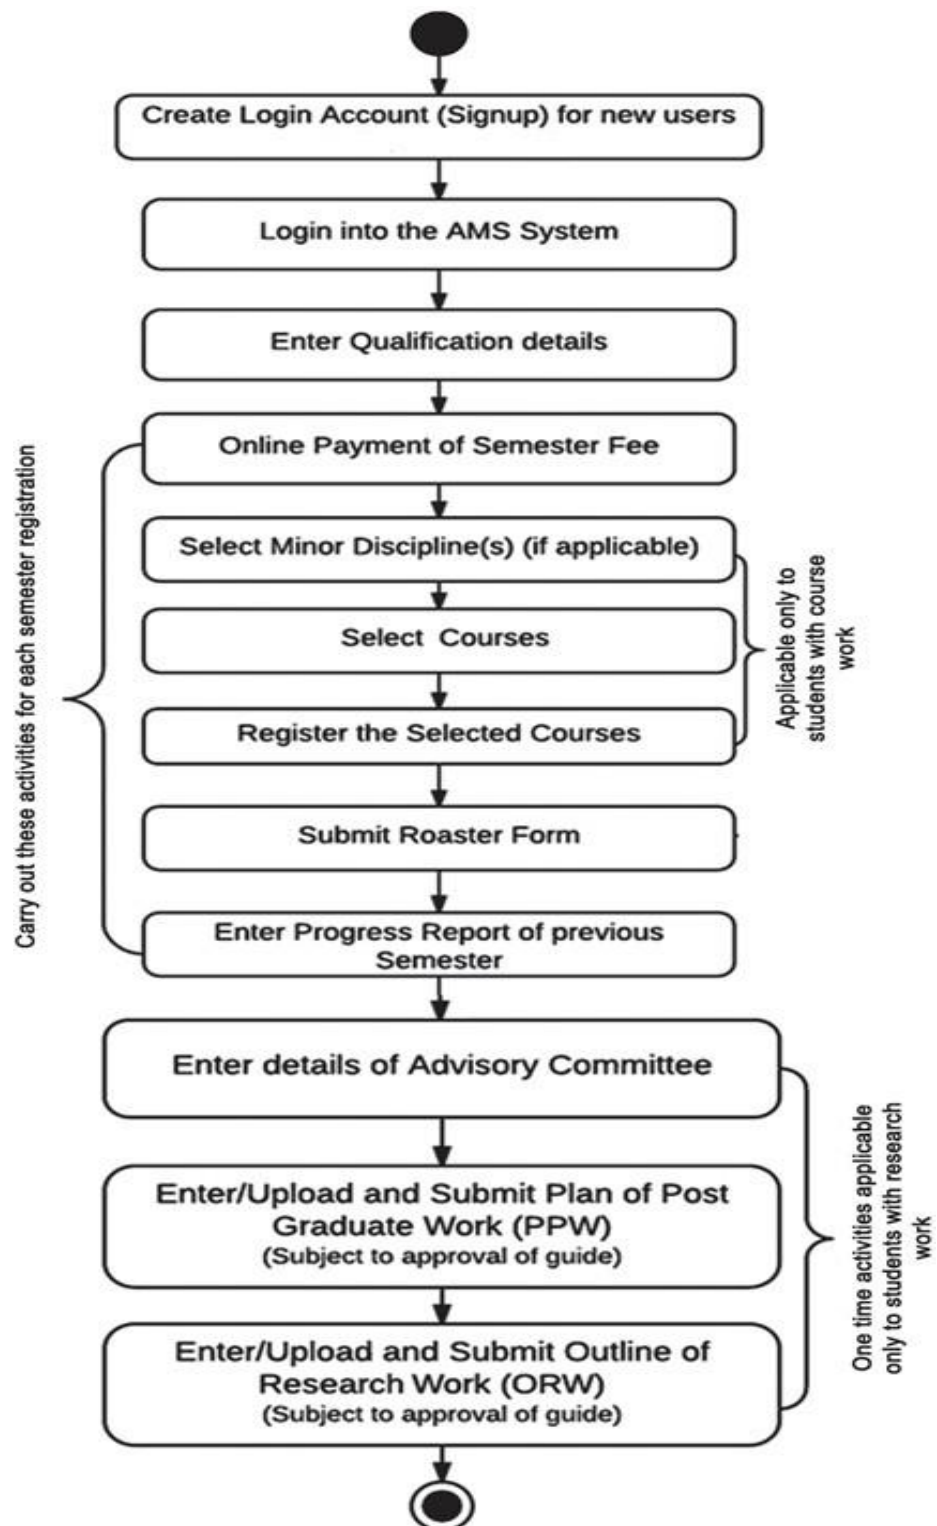 Create Login Account (Signup) for new users
Login into the AMS System
Enter Qualification details
Carry out these activities for each semester registration
Online Payment of Semester Fee
Select Minor Discipline(s) (if applicable)
Select Courses
Register the Selected Courses
Applicable only to
students with course
work
Submit Roaster Form
Enter Progress Report of previous
Semester
Enter details of Advisory Committee
Enter/Upload and Submit Plan of Post
Graduate Work (PPW)
(Subject to approval of guide)
Enter/Upload and Submit Outline of
Research Work (ORW)
(Subject to approval of guide)
One time activities applicable
only to students with research
work